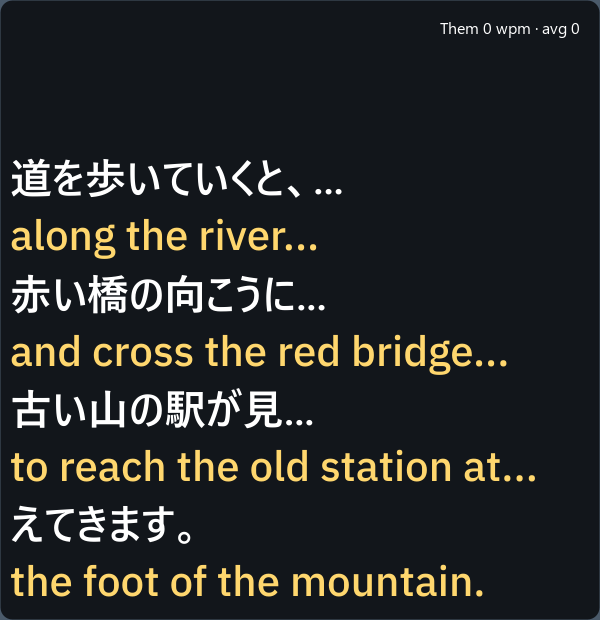 Them 0 wpm · avg 0
道を歩いていくと、...
along the river...
赤い橋の向こうに...
and cross the red bridge...
古い山の駅が見...
to reach the old station at...
えてきます。
the foot of the mountain.